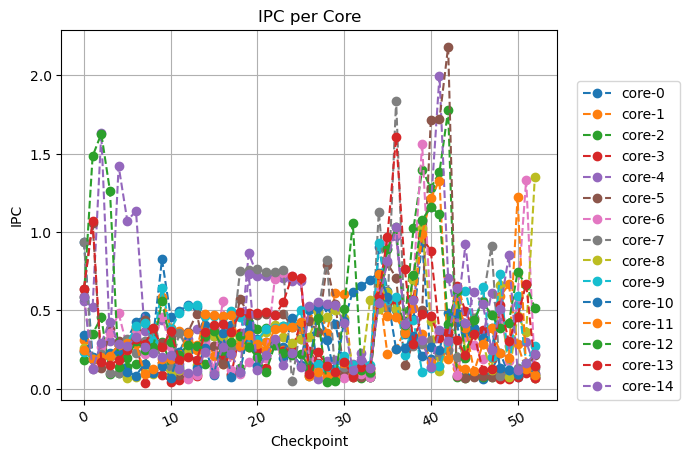 IPC per Core
IPC
2.0
1.5
1.0
0.5
0.0
0
10
20
30
40
50
Checkpoint
core-0
core-1
core-2
core-3
core-4
core-5
core-6
core-7
core-8
core-9
core-10
core-11
core-12
core-13
core-14